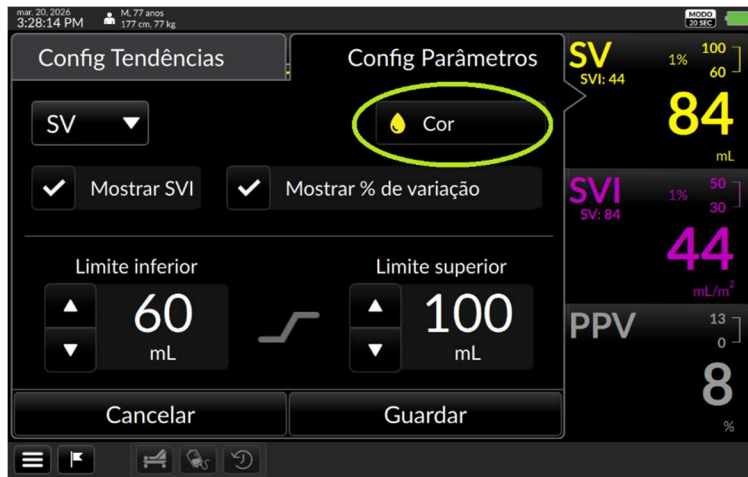 mar. 20, 2026
3:28:14 PM
M, 77 anos
177 cm, 77 kg
MODO
20 SEC
Config Tendências
Config Parâmetros
SV
Cor
Mostrar SVI
Mostrar % de variação
Limite inferior
60
mL
Limite superior
100
mL
Cancelar
Guardar
SV
SVI: 44
1%
100
60
84
mL
SVI
SV: 84
1%
50
30
44
mL/m²
PPV
13
0
8
%